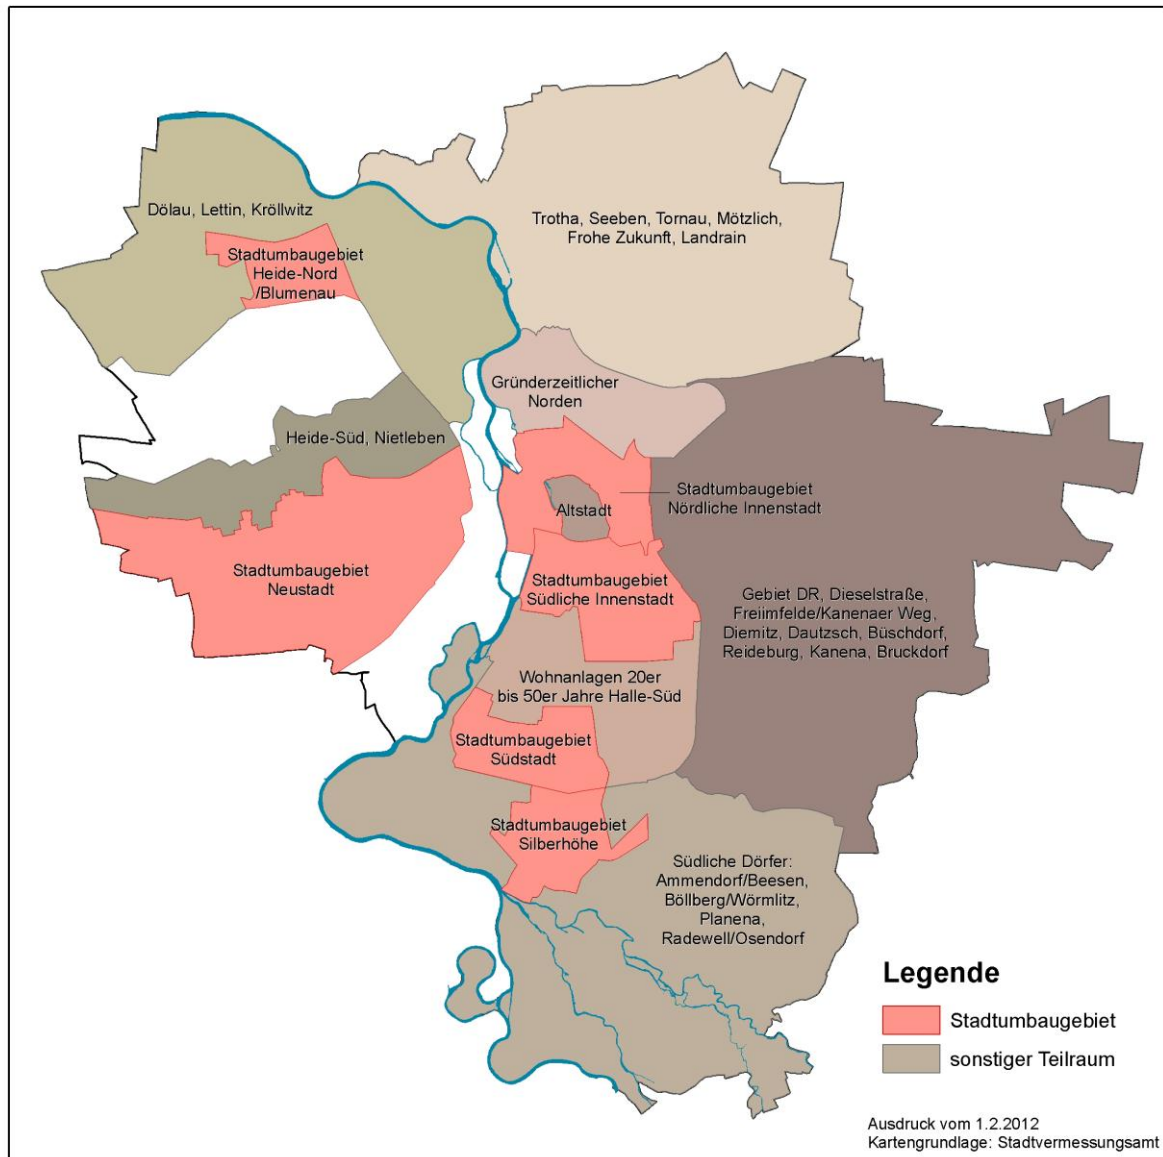 Trotha, Seeben, Tornau, Mötzlich,
Frohe Zukunft, Landrain
Dölau, Lettin, Kröllwitz
Stadtumbaugebiet
Heide-Nord
/Blumenau
Gründerzeitlicher
Norden
Heide-Süd, Nietleben
Stadtumbaugebiet
Nördliche Innenstadt
Altstadt
Stadtumbaugebiet
Neustadt
Stadtumbaugebiet
Südliche Innenstadt
Gebiet DR, Dieselstraße,
Freiimfelde/Kanenaer Weg,
Diemitz, Dautzsch, Büschdorf,
Reideburg, Kanena, Bruckdorf
Wohnanlagen 20er
bis 50er Jahre Halle-Süd
Stadtumbaugebiet
Südstadt
Stadtumbaugebiet
Silberhöhe
Südliche Dörfer:
Ammendorf/Beesen,
Böllberg/Wörmlitz,
Planena,
Radewell/Osendorf
Legende
Stadtumbaugebiet
sonstiger Teilraum
Ausdruck vom 1.2.2012
Kartengrundlage: Stadtvermessungsamt